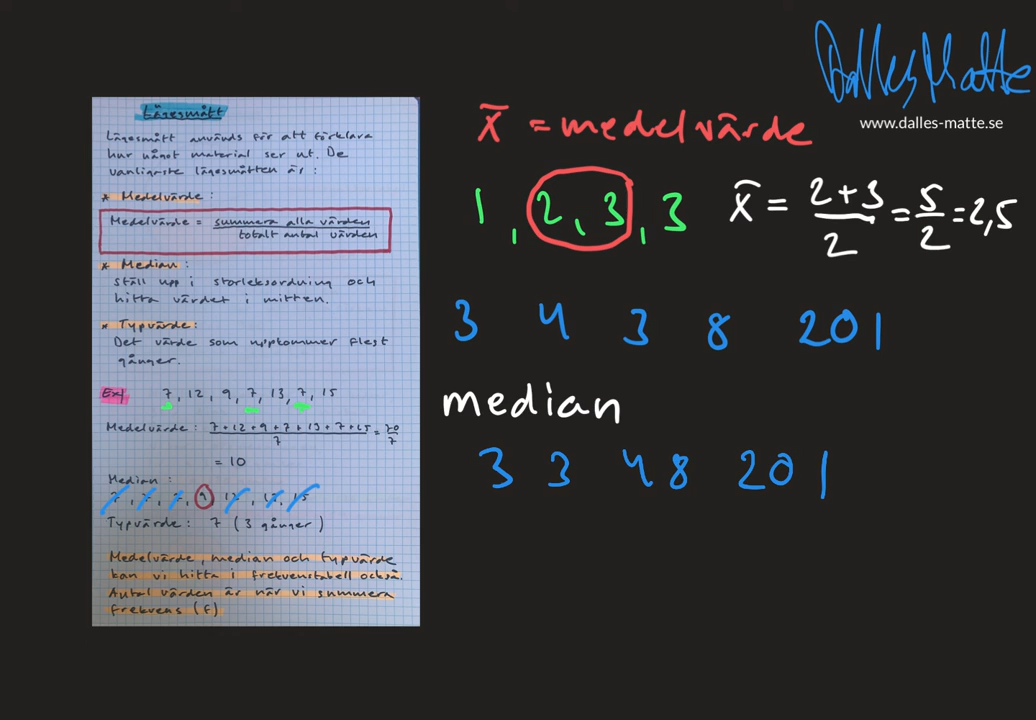 Dalles Matte
www.dalles-matte.se
Lägesmått
Lägesmått används för att förklara
hur något material ser ut. De
vanligaste lägesmåtten är:
* Medelvärde:
Medelvärde = summera alla värden
totalt antal värden
* Median:
ställ upp i storleksordning och
hitta värdet i mitten.
* Typvärde:
Det värde som uppkommer flest
gånger.
Ex1 7, 12, 9, 7, 13, 7, 15
Medelvärde: 7+12+9+7+13+7+15 = 70
7 7
= 10
Median:
7, 7, 7, 9, 12, 13, 15
Typvärde: 7 (3 gånger)
Medelvärde, median och typvärde
kan vi hitta i frekvenstabell också.
Antal värden är när vi summera
frekvens (f)
x̄ = medelvärde
1, 2, 3, 3
x̄ = 2+3 = 5 = 2,5
2 2
3 4 3 8 201
median
3 3 4 8 201